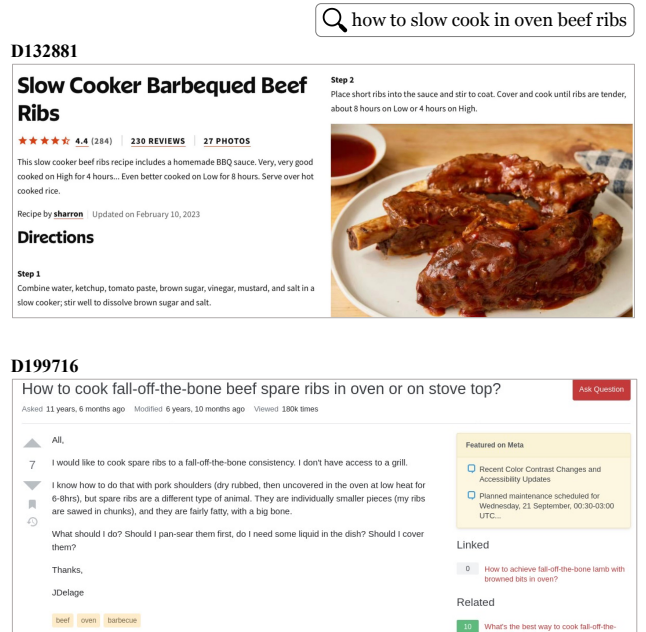 how to slow cook in oven beef ribs
D132881
Slow Cooker Barbequed Beef
Ribs
4.4 (284) 230 REVIEWS 27 PHOTOS
This slow cooker beef ribs recipe includes a homemade BBQ sauce. Very, very good
cooked on High for 4 hours... Even better cooked on Low for 8 hours. Serve over hot
cooked rice.
Recipe by sharron Updated on February 10, 2023
Directions
Step 1
Combine water, ketchup, tomato paste, brown sugar, vinegar, mustard, and salt in a
slow cooker; stir well to dissolve brown sugar and salt.
Step 2
Place short ribs into the sauce and stir to coat. Cover and cook until ribs are tender,
about 8 hours on Low or 4 hours on High.
D199716
How to cook fall-off-the-bone beef spare ribs in oven or on stove top?
Ask Question
Asked 11 years, 6 months ago Modified 6 years, 10 months ago Viewed 180k times
7
All,
I would like to cook spare ribs to a fall-off-the-bone consistency. I don't have access to a grill.
I know how to do that with pork shoulders (dry rubbed, then uncovered in the oven at low heat for
6-8hrs), but spare ribs are a different type of animal. They are individually smaller pieces (my ribs
are sawed in chunks), and they are fairly fatty, with a big bone.
What should I do? Should I pan-sear them first, do I need some liquid in the dish? Should I cover
them?
Thanks,
JDelage
beef oven barbecue
Featured on Meta
Recent Color Contrast Changes and
Accessibility Updates
Planned maintenance scheduled for
Wednesday, 21 September, 00:30-03:00
UTC...
Linked
0 How to achieve fall-off-the-bone lamb with
browned bits in oven?
Related
10 What's the best way to cook fall-off-the-